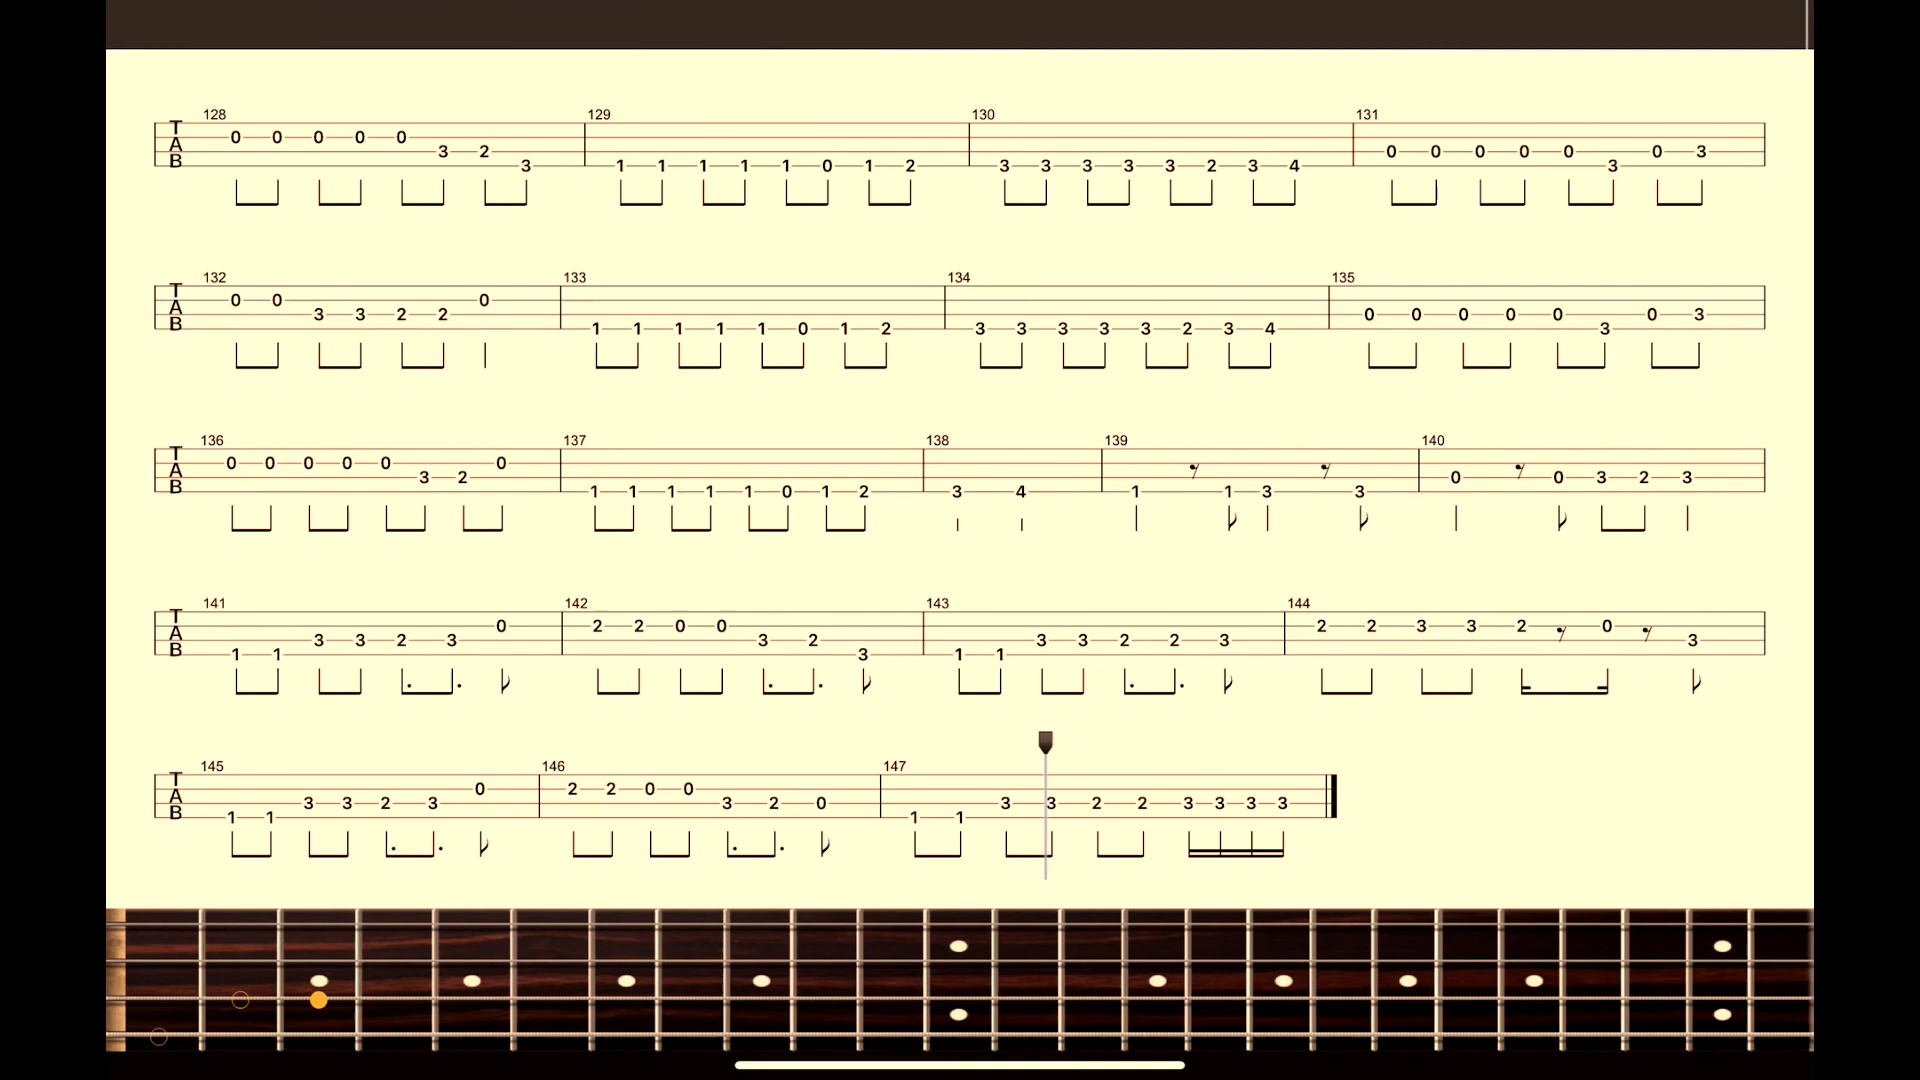 128 129 130 131
T A B 0 0 0 0 0 3 2 3 1 1 1 1 1 0 1 2 3 3 3 3 3 2 3 4 0 0 0 0 0 3 0 3
132 133 134 135
T A B 0 0 3 3 2 2 0 1 1 1 1 1 0 1 2 3 3 3 3 3 2 3 4 0 0 0 0 0 3 0 3
136 137 138 139 140
T A B 0 0 0 0 0 3 2 0 1 1 1 1 1 0 1 2 3 4 1 1 3 3 0 0 3 2 3
141 142 143 144
T A B 1 1 3 3 2 3 0 2 2 0 0 3 2 3 1 1 3 3 2 2 3 2 2 3 3 2 0 3
145 146 147
T A B 1 1 3 3 2 3 0 2 2 0 0 3 2 0 1 1 3 3 2 2 3 3 3 3